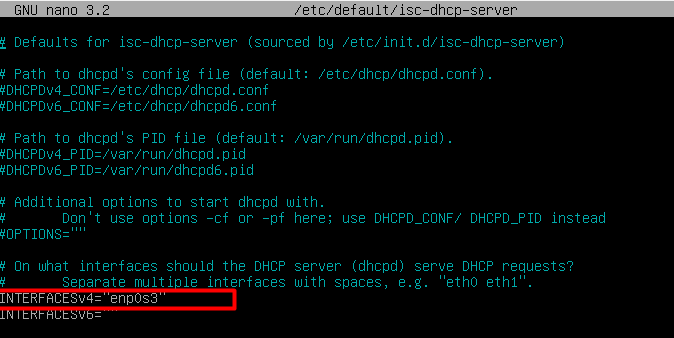 GNU nano 3.2 /etc/default/isc-dhcp-server
# Defaults for isc-dhcp-server (sourced by /etc/init.d/isc-dhcp-server)
# Path to dhcpd's config file (default: /etc/dhcp/dhcpd.conf).
#DHCPDv4_CONF=/etc/dhcp/dhcpd.conf
#DHCPDv6_CONF=/etc/dhcp/dhcpd6.conf
# Path to dhcpd's PID file (default: /var/run/dhcpd.pid).
#DHCPDv4_PID=/var/run/dhcpd.pid
#DHCPDv6_PID=/var/run/dhcpd6.pid
# Additional options to start dhcpd with.
# Don't use options -cf or -pf here; use DHCPD_CONF/ DHCPD_PID instead
#OPTIONS=""
# On what interfaces should the DHCP server (dhcpd) serve DHCP requests?
# Separate multiple interfaces with spaces, e.g. "eth0 eth1".
INTERFACESv4="enp0s3"
INTERFACESv6=""